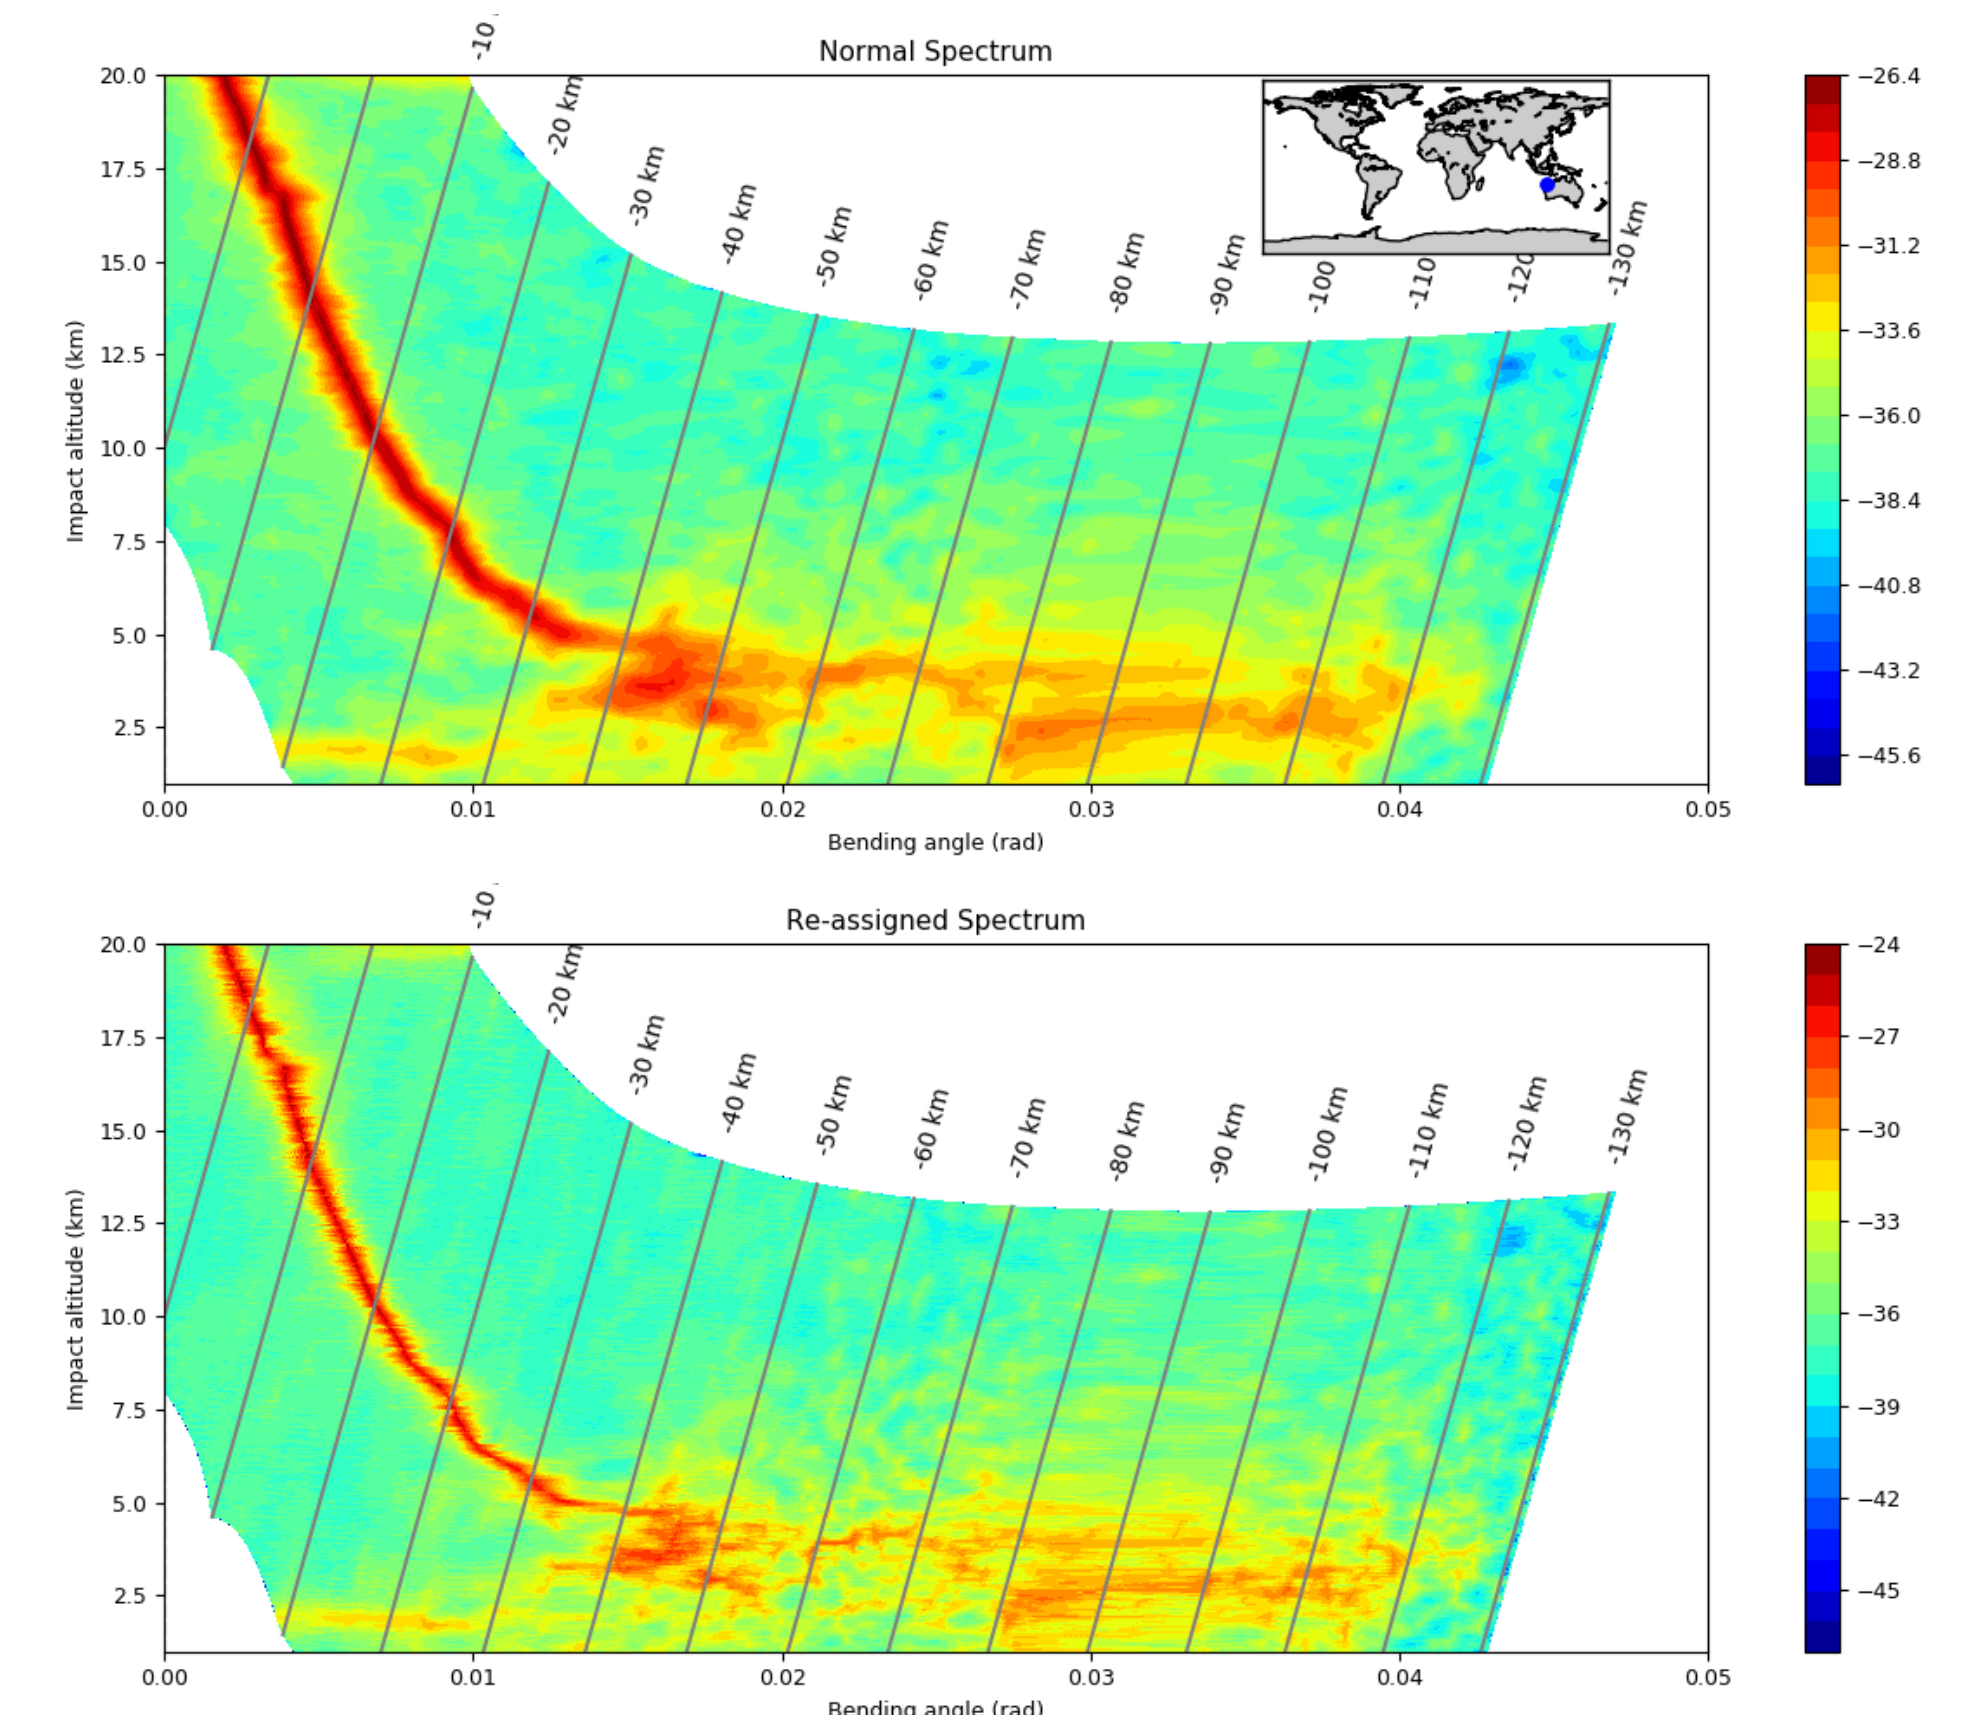 -10
Normal Spectrum
20.0
17.5
15.0
12.5
10.0
7.5
5.0
2.5
Impact altitude (km)
-20 km
-30 km
-40 km
-50 km
-60 km
-70 km
-80 km
-90 km
-100
-110
-120
-130 km
0.00
0.01
0.02
0.03
0.04
0.05
Bending angle (rad)
−26.4
−28.8
−31.2
−33.6
−36.0
−38.4
−40.8
−43.2
−45.6
-10
Re-assigned Spectrum
20.0
17.5
15.0
12.5
10.0
7.5
5.0
2.5
Impact altitude (km)
-20 km
-30 km
-40 km
-50 km
-60 km
-70 km
-80 km
-90 km
-100 km
-110 km
-120 km
-130 km
0.00
0.01
0.02
0.03
0.04
0.05
Bending angle (rad)
−24
−27
−30
−33
−36
−39
−42
−45